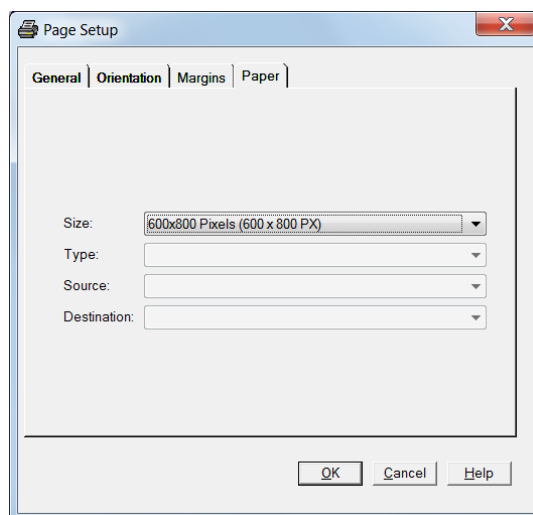 Page Setup
General Orientation Margins Paper
Size: 600x800 Pixels (600 x 800 PX)
Type:
Source:
Destination:
OK Cancel Help